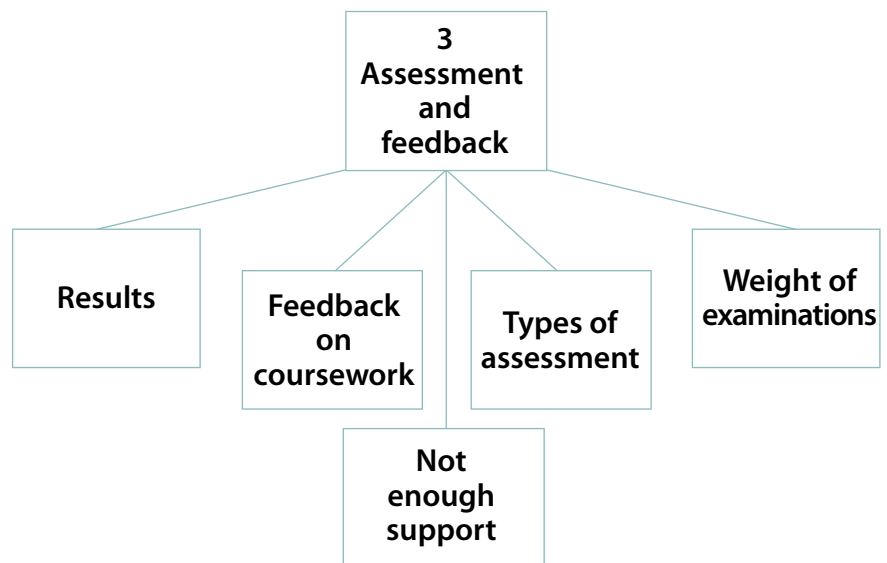 3
Assessment
and
feedback
Results
Feedback
on
coursework
Types of
assessment
Weight of
examinations
Not
enough
support